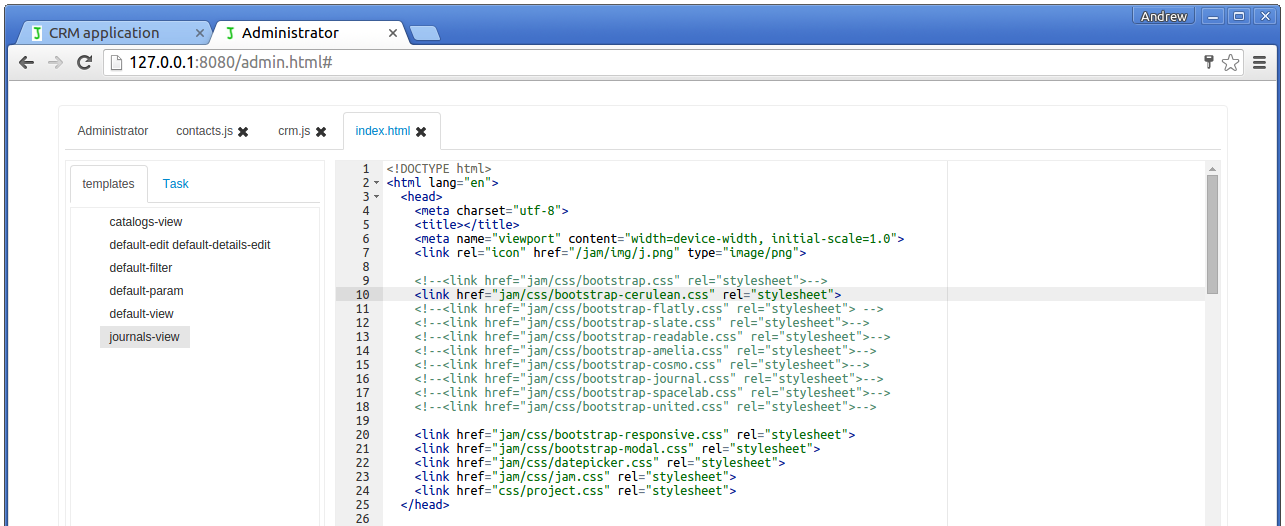 Andrew
CRM application
Administrator
127.0.0.1:8080/admin.html#
Administrator
contacts.js
crm.js
index.html
templates
Task
catalogs-view
default-edit default-details-edit
default-filter
default-param
default-view
journals-view
1 <!DOCTYPE html>
2 <html lang="en">
3 <head>
4 <meta charset="utf-8">
5 <title></title>
6 <meta name="viewport" content="width=device-width, initial-scale=1.0">
7 <link rel="icon" href="/jam/img/j.png" type="image/png">
8
9 <!--<link href="jam/css/bootstrap.css" rel="stylesheet">-->
10 <link href="jam/css/bootstrap-cerulean.css" rel="stylesheet">
11 <!--<link href="jam/css/bootstrap-flatly.css" rel="stylesheet"> -->
12 <!--<link href="jam/css/bootstrap-slate.css" rel="stylesheet">-->
13 <!--<link href="jam/css/bootstrap-readable.css" rel="stylesheet">-->
14 <!--<link href="jam/css/bootstrap-amelia.css" rel="stylesheet">-->
15 <!--<link href="jam/css/bootstrap-cosmo.css" rel="stylesheet">-->
16 <!--<link href="jam/css/bootstrap-journal.css" rel="stylesheet">-->
17 <!--<link href="jam/css/bootstrap-spacelab.css" rel="stylesheet">-->
18 <!--<link href="jam/css/bootstrap-united.css" rel="stylesheet">-->
19
20 <link href="jam/css/bootstrap-responsive.css" rel="stylesheet">
21 <link href="jam/css/bootstrap-modal.css" rel="stylesheet">
22 <link href="jam/css/datepicker.css" rel="stylesheet">
23 <link href="jam/css/jam.css" rel="stylesheet">
24 <link href="css/project.css" rel="stylesheet">
25 </head>
26